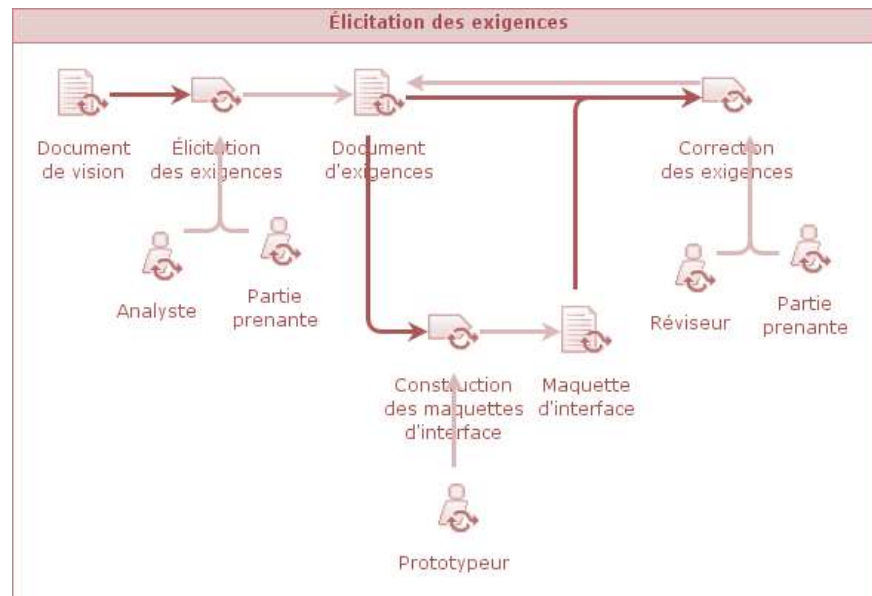 Élicitation des exigences
Document
de vision
Élicitation
des exigences
Document
d'exigences
Correction
des exigences
Analyste
Partie
prenante
Réviseur
Partie
prenante
Construction
des maquettes
d'interface
Maquette
d'interface
Prototypeur